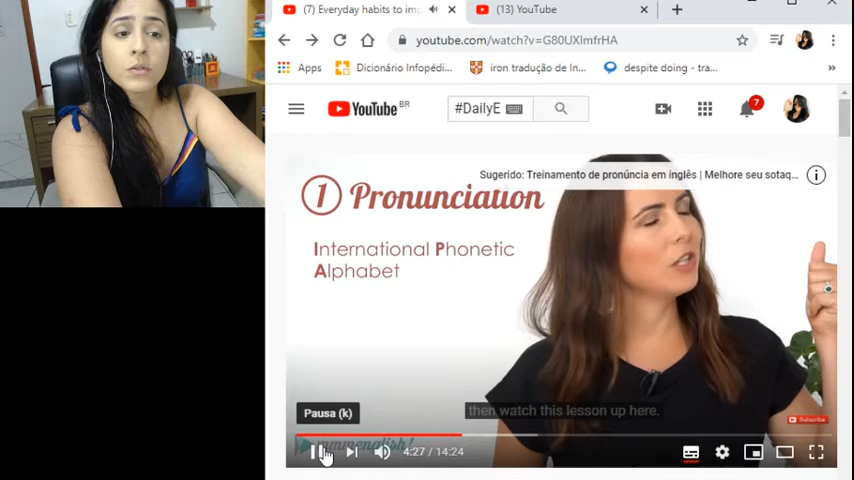 (7) Everyday habits to im
(13) YouTube
youtube.com/watch?v=G80UXImfrHA
Apps
Dicionário Infopédi...
iron tradução de In...
despite doing - tra...
YouTube BR
#DailyE
7
Sugerido: Treinamento de pronúncia em inglês | Melhore seu sotaq...
1 Pronunciation
International Phonetic
Alphabet
Pausa (k)
then watch this lesson up here.
Subscribe
mmmenglish!
4:27 / 14:24